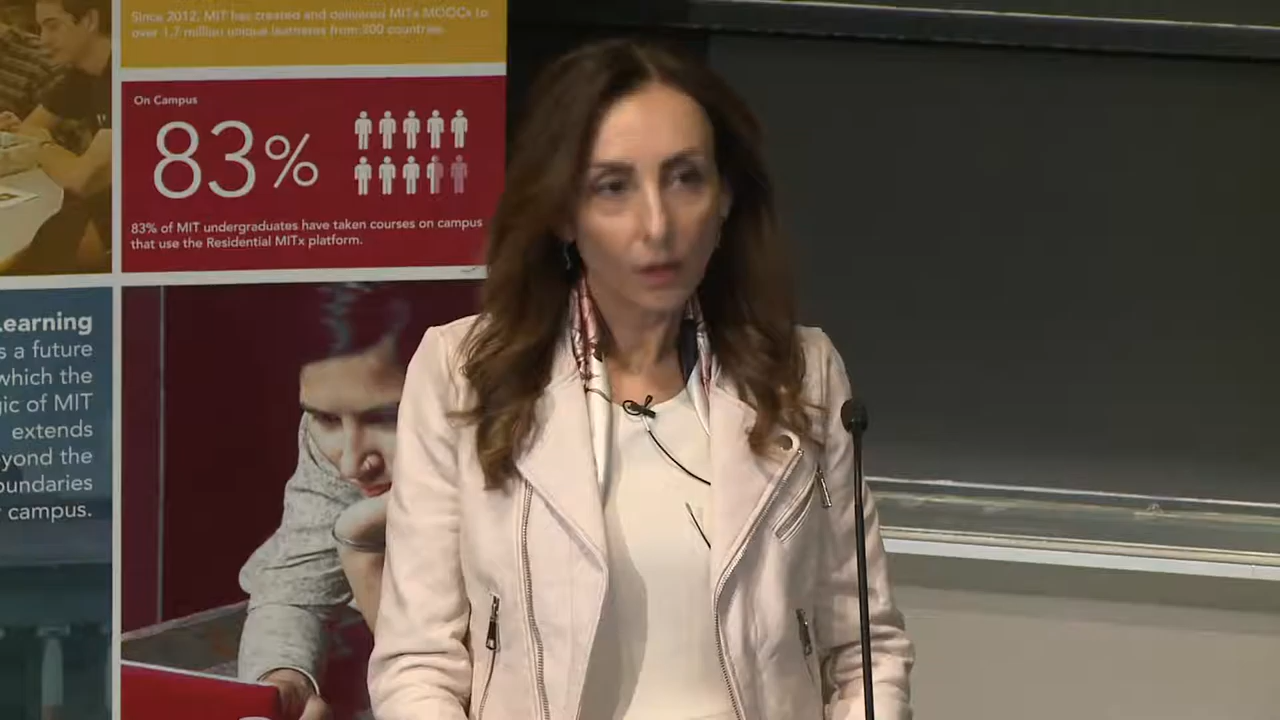 Since 2012, MIT has created and delivered MITx MOOCs to
over 1.7 million unique learners from 200 countries.
On Campus
83%
83% of MIT undergraduates have taken courses on campus
that use the Residential MITx platform.
Learning
s a future
which the
gic of MIT
extends
yond the
oundaries
campus.